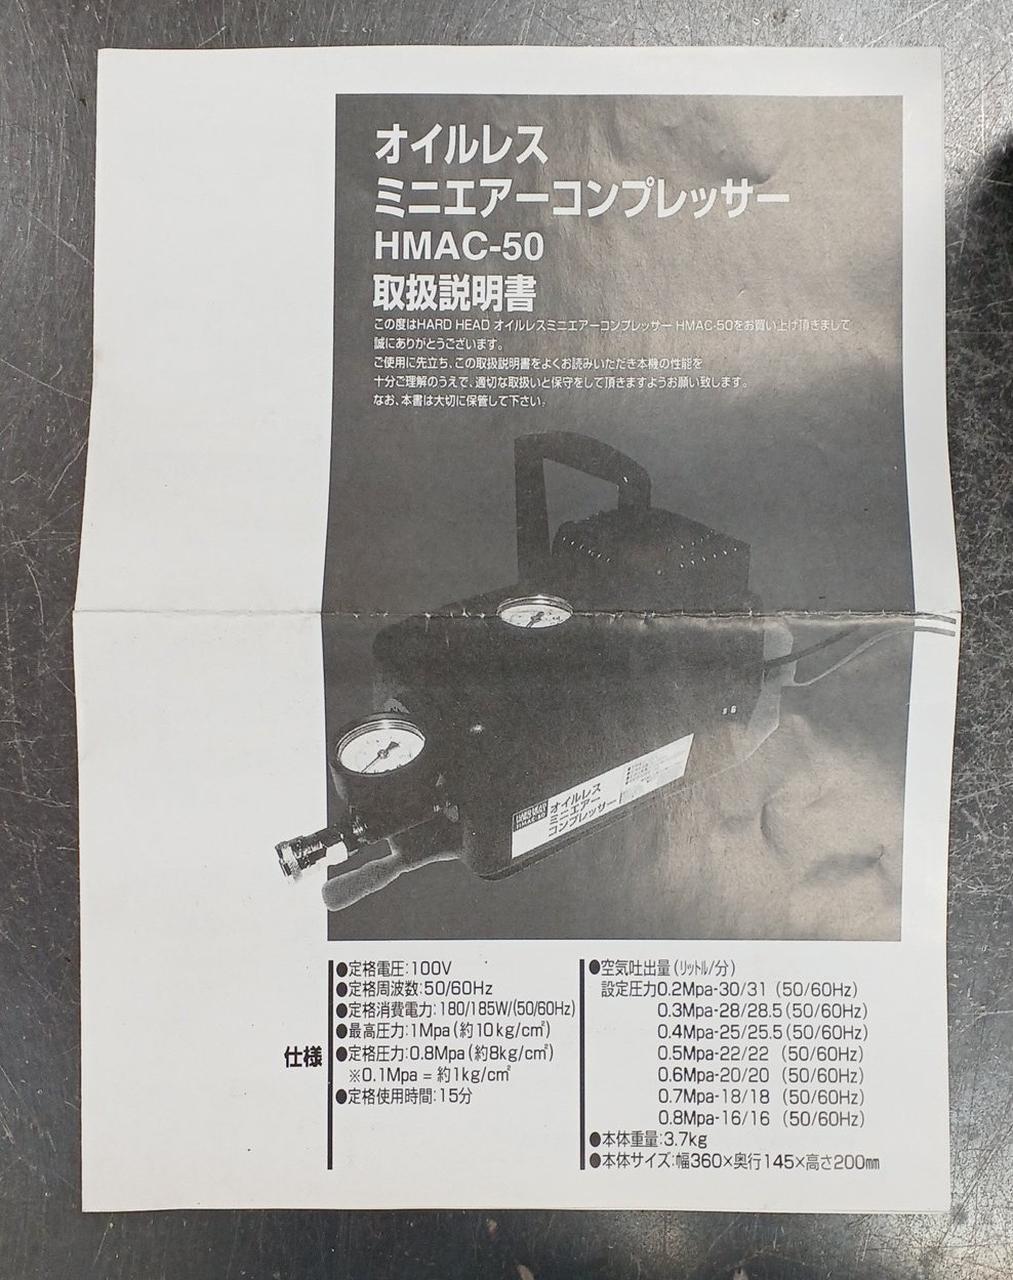 オイルレス
ミニエアーコンプレッサー
HMAC-50
取扱説明書
この度はHARD HEAD オイルレスミニエアーコンプレッサー HMAC-50をお買い上げ頂きまして
誠にありがとうございます。
ご使用に先立ち、この取扱説明書をよくお読みいただき本機の性能を
十分ご理解のうえで、適切な取扱いと保守をして頂きますようお願い致します。
なお、本書は大切に保管して下さい。
HARD HEAD
HMAC-50
オイルレス
ミニエアー
コンプレッサー
仕様
●定格電圧:100V
●定格周波数:50/60Hz
●定格消費電力:180/185W/(50/60Hz)
●最高圧力:1Mpa(約10kg/c㎡)
●定格圧力:0.8Mpa(約8kg/c㎡)
※0.1Mpa=約1kg/c㎡
●定格使用時間:15分
●空気吐出量(リットル/分)
設定圧力0.2Mpa-30/31 (50/60Hz)
0.3Mpa-28/28.5(50/60Hz)
0.4Mpa-25/25.5(50/60Hz)
0.5Mpa-22/22 (50/60Hz)
0.6Mpa-20/20 (50/60Hz)
0.7Mpa-18/18 (50/60Hz)
0.8Mpa-16/16 (50/60Hz)
●本体重量:3.7kg
●本体サイズ:幅360×奥行145×高さ200㎜